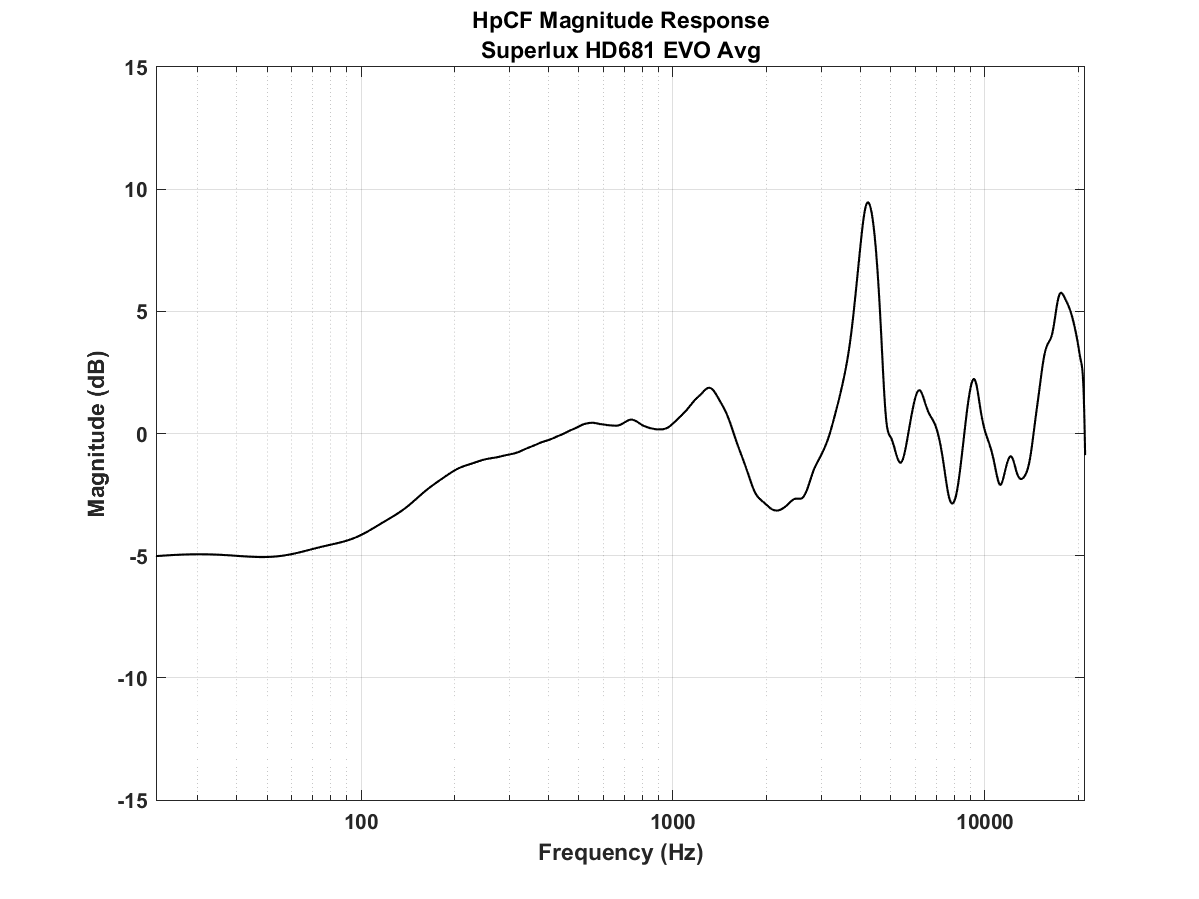 HpCF Magnitude Response
Superlux HD681 EVO Avg
15
10
5
0
-5
-10
-15
Magnitude (dB)
100
1000
10000
Frequency (Hz)